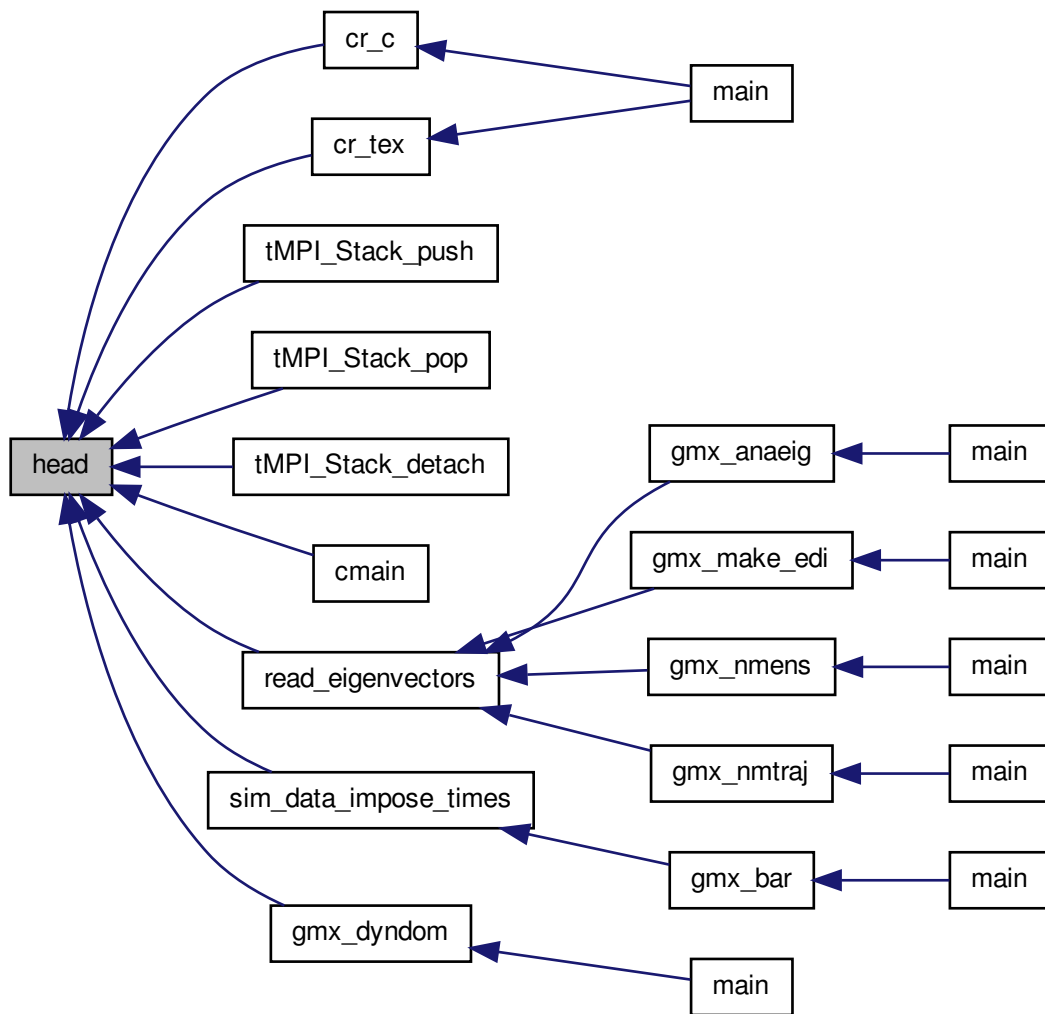 cr_c
main
cr_tex
tMPI_Stack_push
tMPI_Stack_pop
head
tMPI_Stack_detach
gmx_anaeig
main
cmain
gmx_make_edi
main
read_eigenvectors
gmx_nmens
main
gmx_nmtraj
main
sim_data_impose_times
gmx_bar
main
gmx_dyndom
main